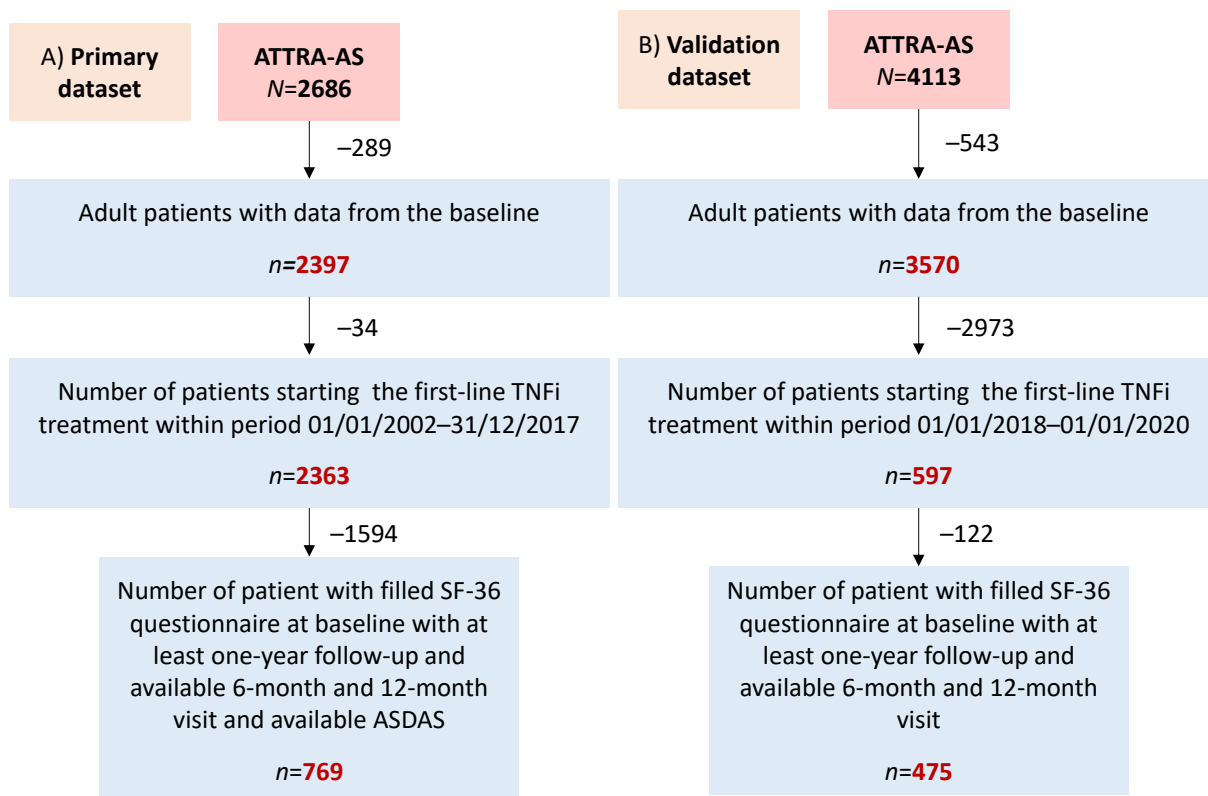 A) Primary
dataset
ATTRA-AS
N=2686
–289
Adult patients with data from the baseline
n=2397
–34
Number of patients starting the first-line TNFi
treatment within period 01/01/2002–31/12/2017
n=2363
–1594
Number of patient with filled SF-36
questionnaire at baseline with at
least one-year follow-up and
available 6-month and 12-month
visit and available ASDAS
n=769
B) Validation
dataset
ATTRA-AS
N=4113
–543
Adult patients with data from the baseline
n=3570
–2973
Number of patients starting the first-line TNFi
treatment within period 01/01/2018–01/01/2020
n=597
–122
Number of patient with filled SF-36
questionnaire at baseline with at
least one-year follow-up and
available 6-month and 12-month
visit
n=475